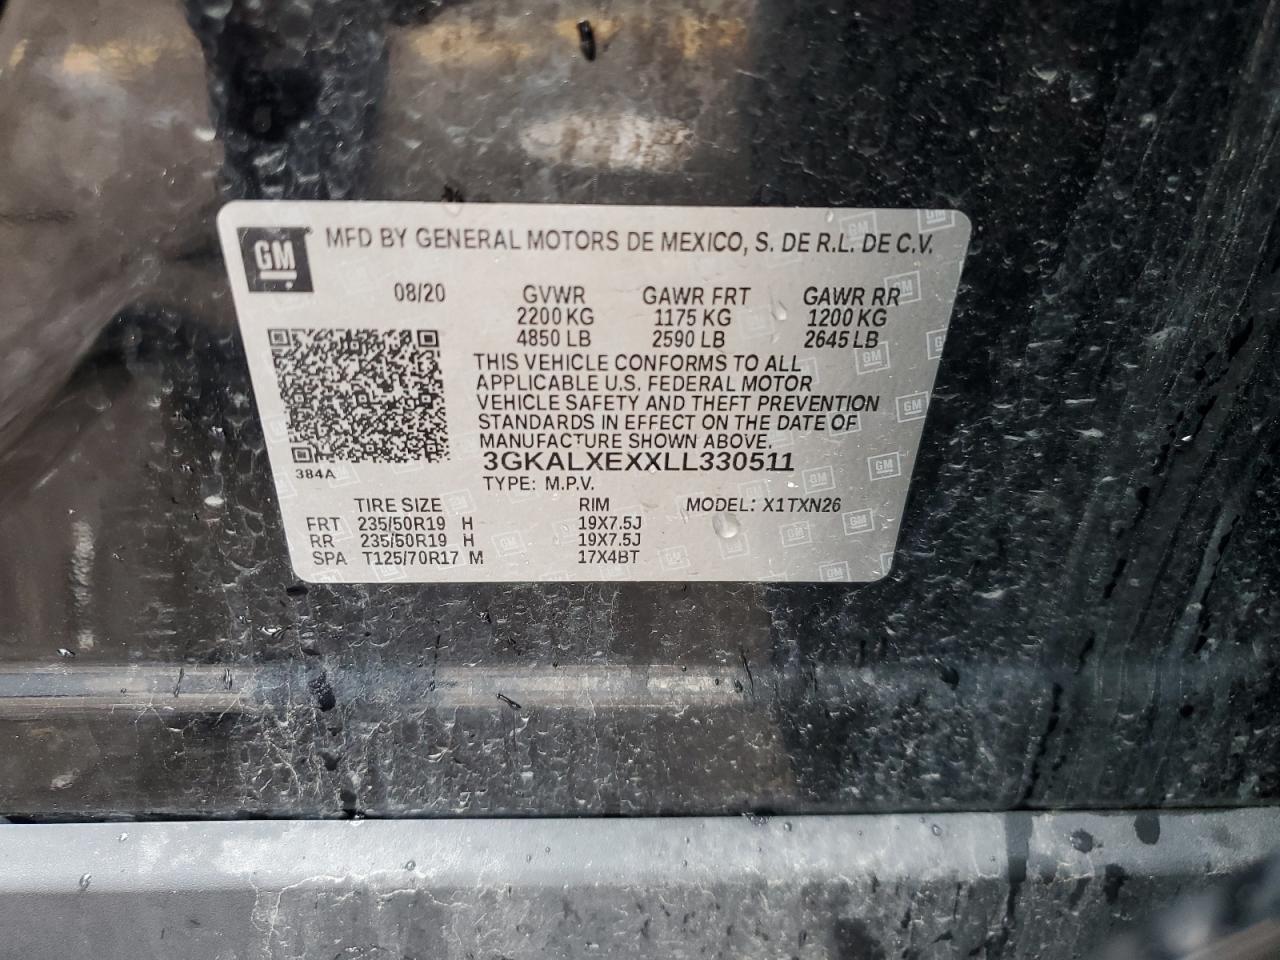 GM MFD BY GENERAL MOTORS DE MEXICO, S. DE R.L. DE C.V.
08/20 GVWR GAWR FRT GAWR RR
2200 KG 1175 KG 1200 KG
4850 LB 2590 LB 2645 LB
THIS VEHICLE CONFORMS TO ALL
APPLICABLE U.S. FEDERAL MOTOR
VEHICLE SAFETY AND THEFT PREVENTION
STANDARDS IN EFFECT ON THE DATE OF
MANUFACTURE SHOWN ABOVE.
3GKALXEXXLL330511
384A
TYPE: M.P.V.
TIRE SIZE RIM MODEL: X1TXN26
FRT 235/50R19 H 19X7.5J
RR 235/50R19 H 19X7.5J
SPA T125/70R17 M 17X4BT